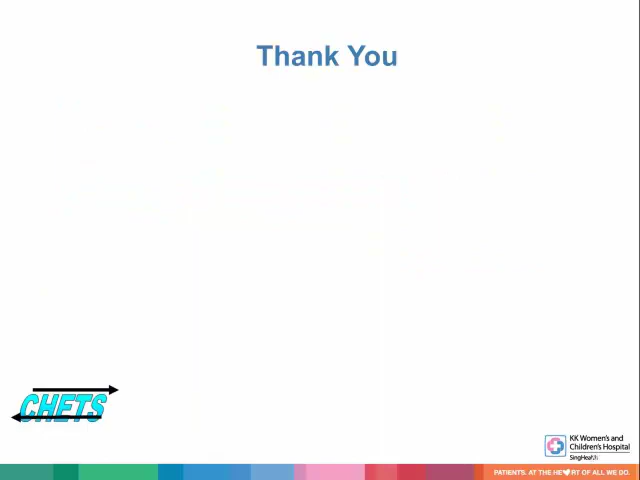 Thank You
CHETS
KK Women's and
Children's Hospital
SingHealth
PATIENTS. AT THE HE RT OF ALL WE DO.